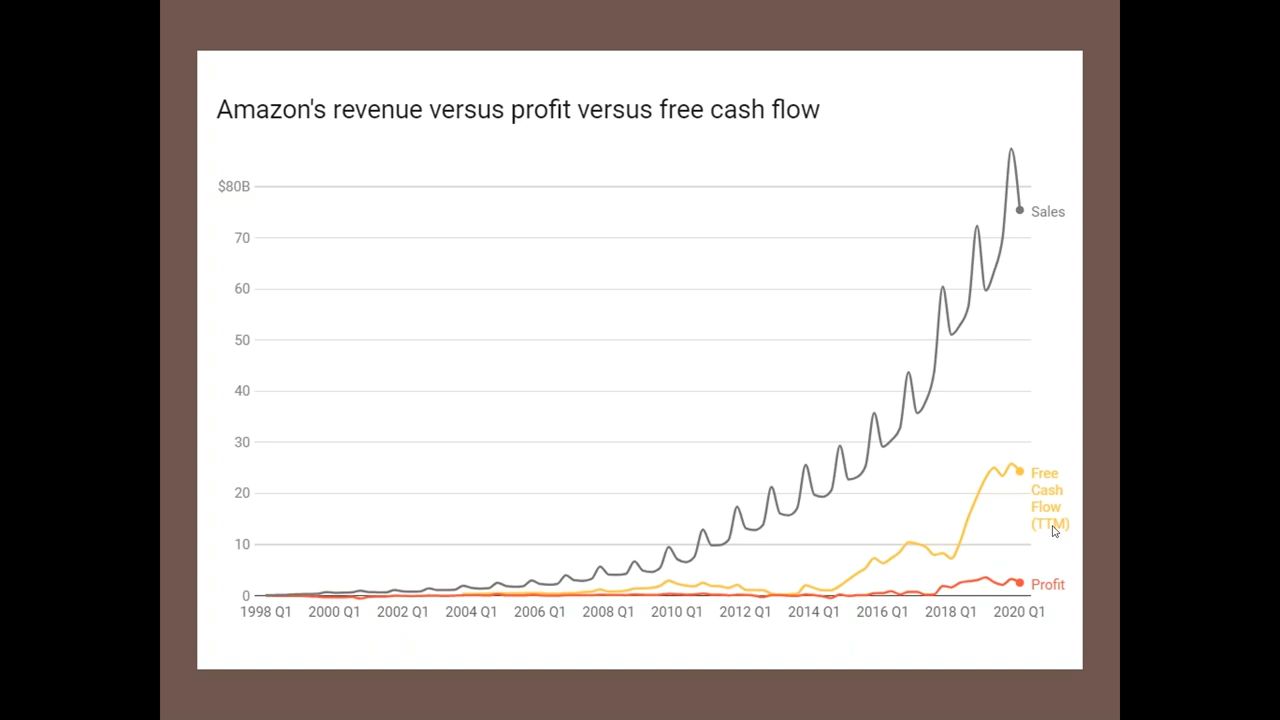 Amazon's revenue versus profit versus free cash flow
$80B
Sales
70
60
50
40
30
Free
20
Cash
Flow
(TTM)
10
Profit
0
1998 Q1 2000 Q1 2002 Q1 2004 Q1 2006 Q1 2008 Q1 2010 Q1 2012 Q1 2014 Q1 2016 Q1 2018 Q1 2020 Q1